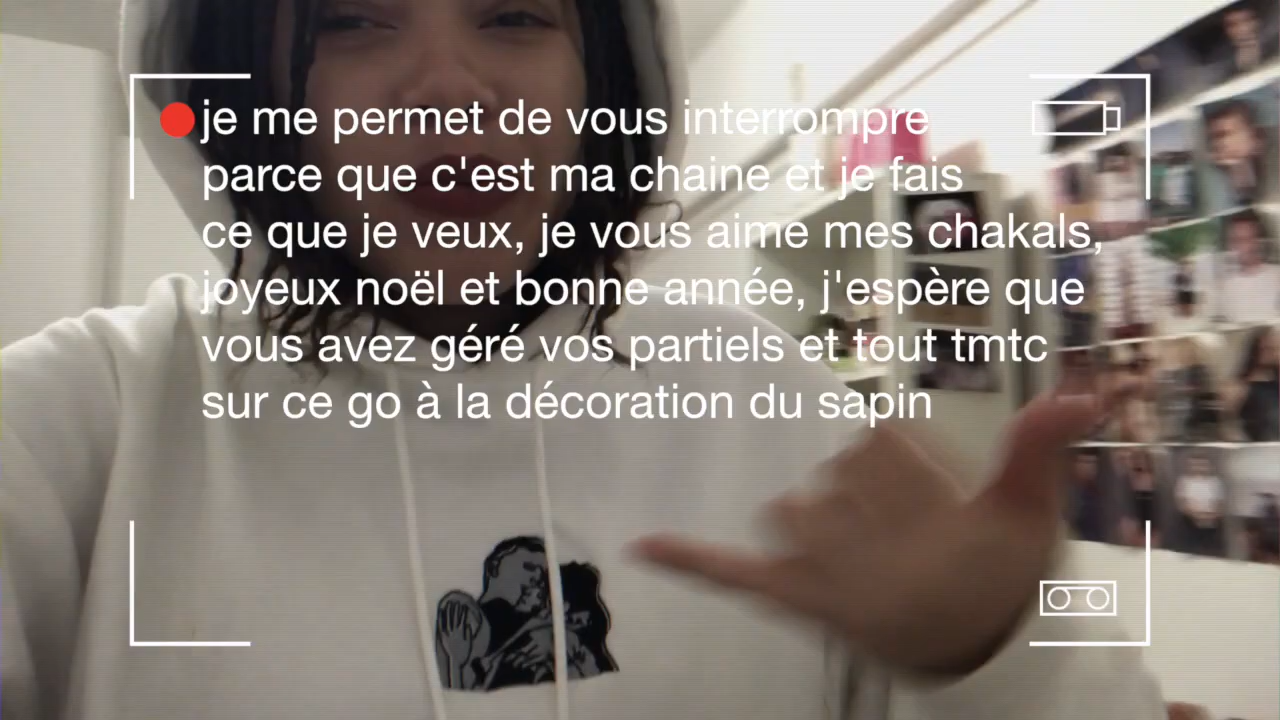 je me permet de vous interrompre
parce que c'est ma chaine et je fais
ce que je veux, je vous aime mes chakals,
joyeux noël et bonne année, j'espère que
vous avez géré vos partiels et tout tmtc
sur ce go à la décoration du sapin